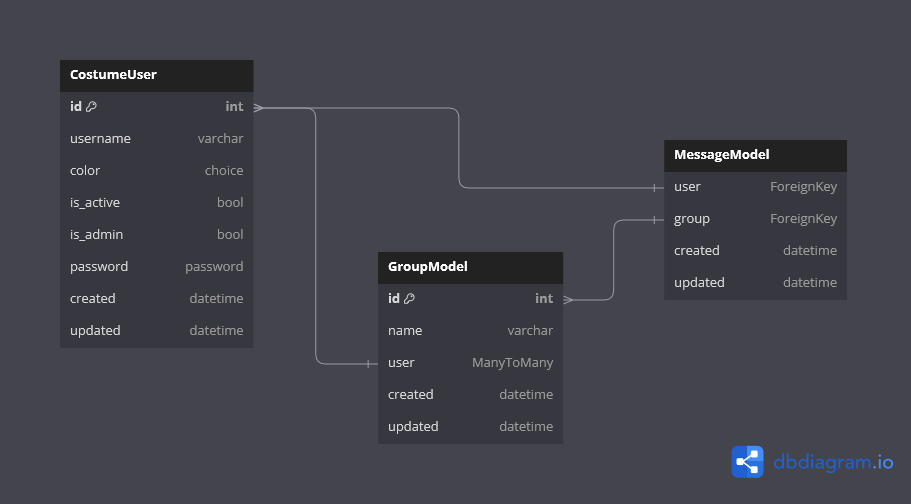 CostumeUser
id int
username varchar
color choice
is_active bool
is_admin bool
password password
created datetime
updated datetime
GroupModel
id int
name varchar
user ManyToMany
created datetime
updated datetime
MessageModel
user ForeignKey
group ForeignKey
created datetime
updated datetime
dbdiagram.io